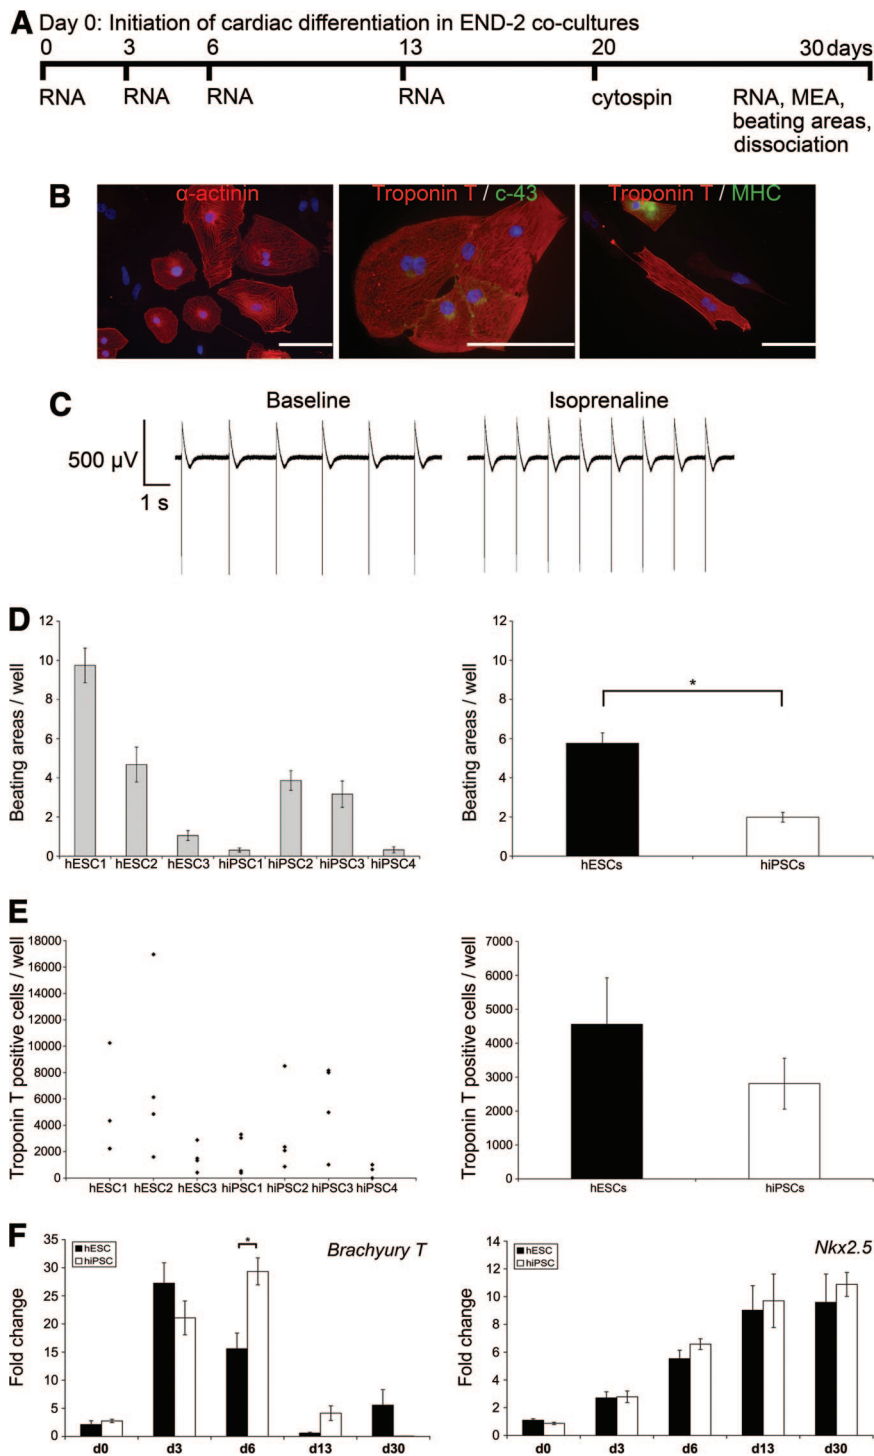 A Day 0: Initiation of cardiac differentiation in END-2 co-cultures
0 3 6 13 20 30 days
RNA RNA RNA RNA cytospin RNA, MEA,
beating areas,
dissociation
B
α-actinin Troponin T / c-43 Troponin T / MHC
C
Baseline Isoprenaline
500 µV
1 s
D
Beating areas / well
12
10
8
6
4
2
0
hESC1 hESC2 hESC3 hiPSC1 hiPSC2 hiPSC3 hiPSC4
Beating areas / well
12
10
8
6
4
2
0
*
hESCs hiPSCs
E
Troponin T positive cells / well
18000
16000
14000
12000
10000
8000
6000
4000
2000
0
hESC1 hESC2 hESC3 hiPSC1 hiPSC2 hiPSC3 hiPSC4
Troponin T positive cells / well
7000
6000
5000
4000
3000
2000
1000
0
hESCs hiPSCs
F
Fold change
35
30
25
20
15
10
5
0
hESC
hiPSC
*
Brachyury T
d0 d3 d6 d13 d30
Fold change
14
12
10
8
6
4
2
0
hESC
hiPSC
Nkx2.5
d0 d3 d6 d13 d30